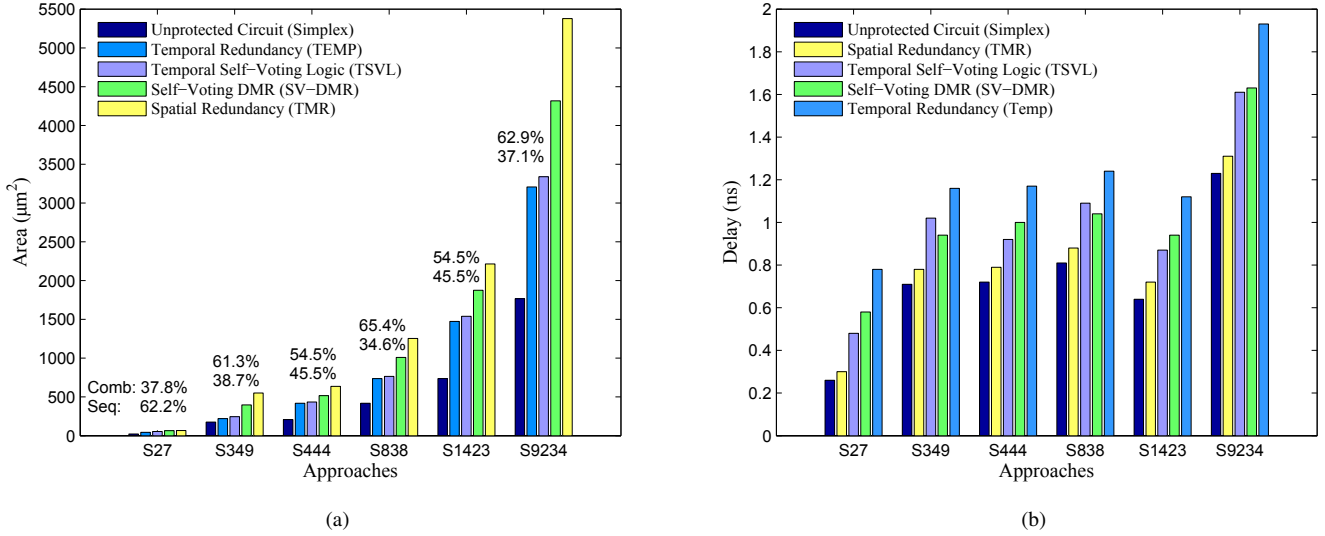 (a)
5500
5000
4500
4000
3500
3000
2500
2000
1500
1000
500
0
Area (μm²)
Unprotected Circuit (Simplex)
Temporal Redundancy (TEMP)
Temporal Self−Voting Logic (TSVL)
Self−Voting DMR (SV−DMR)
Spatial Redundancy (TMR)
Comb: 37.8%
Seq: 62.2%
61.3%
38.7%
54.5%
45.5%
65.4%
34.6%
54.5%
45.5%
62.9%
37.1%
S27 S349 S444 S838 S1423 S9234
Approaches
2
1.8
1.6
1.4
1.2
1
0.8
0.6
0.4
0.2
0
Delay (ns)
Unprotected Circuit (Simplex)
Spatial Redundancy (TMR)
Temporal Self−Voting Logic (TSVL)
Self−Voting DMR (SV−DMR)
Temporal Redundancy (Temp)
S27 S349 S444 S838 S1423 S9234
Approaches
(b)